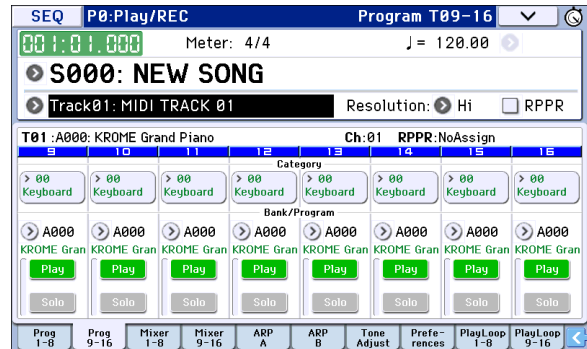 SEQ P0:Play/REC Program T09-16
001:01.000 Meter: 4/4 ♩= 120.00
S000: NEW SONG
Track01: MIDI TRACK 01 Resolution: Hi RPPR
T01 :A000: KROME Grand Piano Ch:01 RPPR:NoAssign
9 10 11 12 13 14 15 16
Category
> 00 > 00 > 00 > 00 > 00 > 00 > 00 > 00
Keyboard Keyboard Keyboard Keyboard Keyboard Keyboard Keyboard Keyboard
Bank/Program
A000 A000 A000 A000 A000 A000 A000 A000
KROME Gran KROME Gran KROME Gran KROME Gran KROME Gran KROME Gran KROME Gran KROME Gran
Play Play Play Play Play Play Play Play
Solo Solo Solo Solo Solo Solo Solo Solo
Prog Prog Mixer Mixer ARP ARP Tone Prefe- PlayLoop PlayLoop
1-8 9-16 1-8 9-16 A B Adjust rences 1-8 9-16